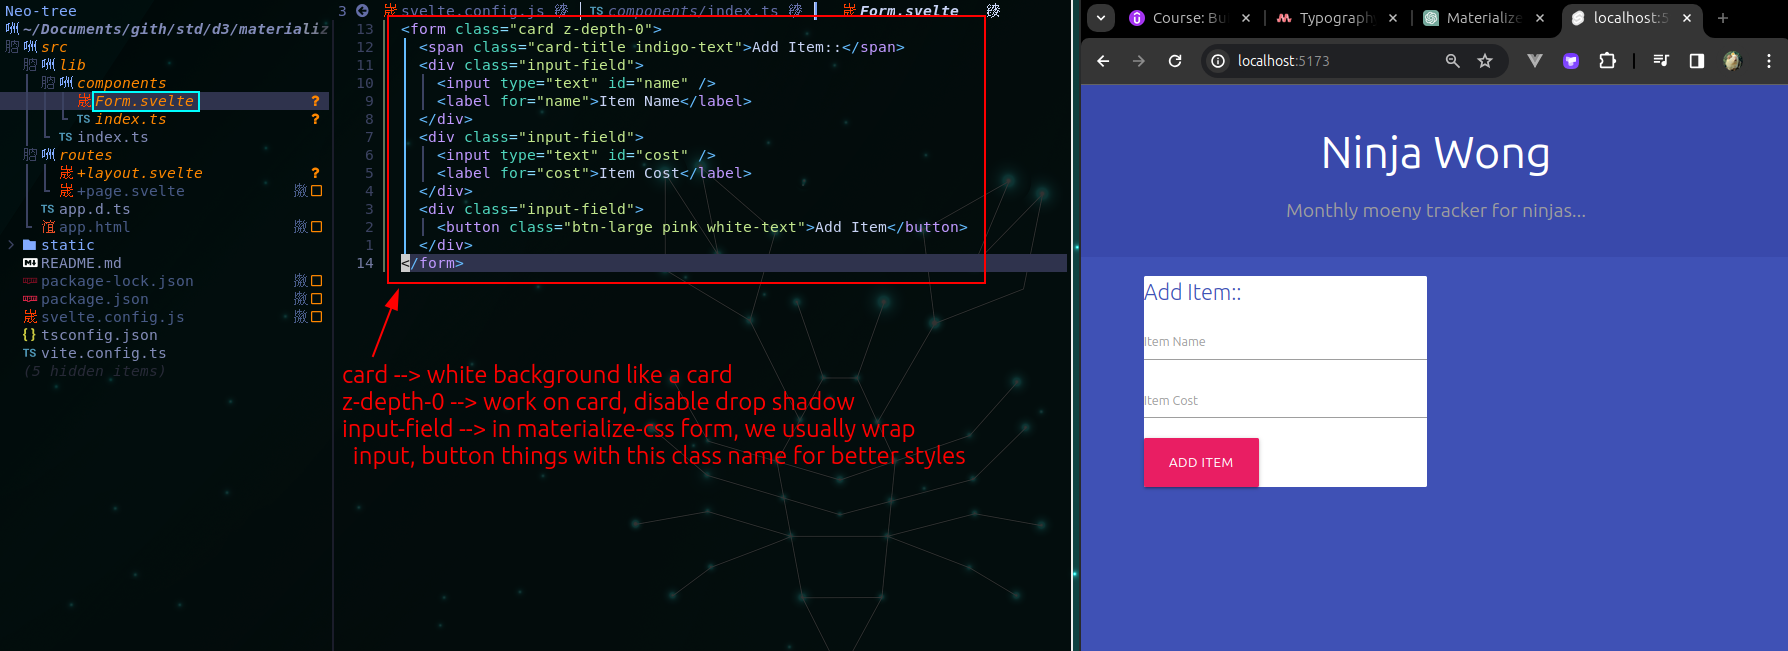 Neo-tree
~/Documents/gith/std/d3/materializ
src
lib
components
Form.svelte ?
TS index.ts ?
TS index.ts
routes
+layout.svelte ?
+page.svelte
TS app.d.ts
app.html
static
README.md
package-lock.json
package.json
svelte.config.js
{} tsconfig.json
TS vite.config.ts
(5 hidden items)
3 svelte.config.js TS components/index.ts Form.svelte
13 <form class="card z-depth-0">
12 <span class="card-title indigo-text">Add Item::</span>
11 <div class="input-field">
10 <input type="text" id="name" />
9 <label for="name">Item Name</label>
8 </div>
7 <div class="input-field">
6 <input type="text" id="cost" />
5 <label for="cost">Item Cost</label>
4 </div>
3 <div class="input-field">
2 <button class="btn-large pink white-text">Add Item</button>
1 </div>
14 </form>
card --> white background like a card
z-depth-0 --> work on card, disable drop shadow
input-field --> in materialize-css form, we usually wrap
input, button things with this class name for better styles
Course: Bu Typography Materialize localhost:5
localhost:5173
Ninja Wong
Monthly moeny tracker for ninjas...
Add Item::
Item Name
Item Cost
ADD ITEM